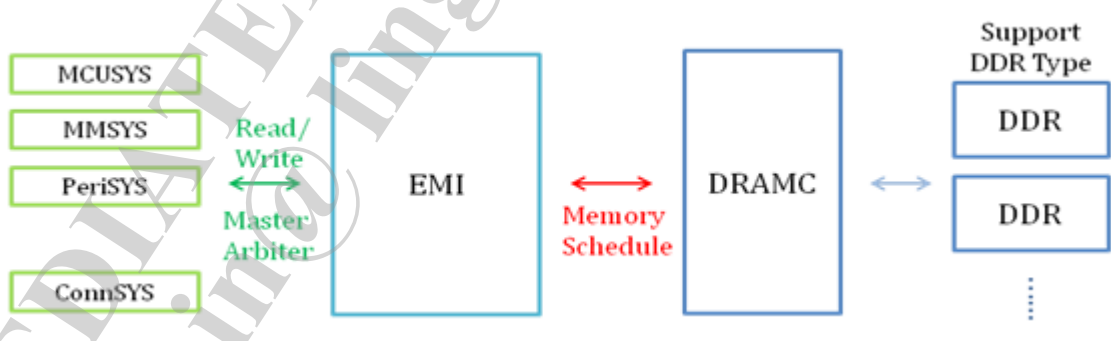 MCUSYS
MMSYS
PeriSYS
ConnSYS
Read/
Write
Master
Arbiter
EMI
Memory
Schedule
DRAMC
Support
DDR Type
DDR
DDR